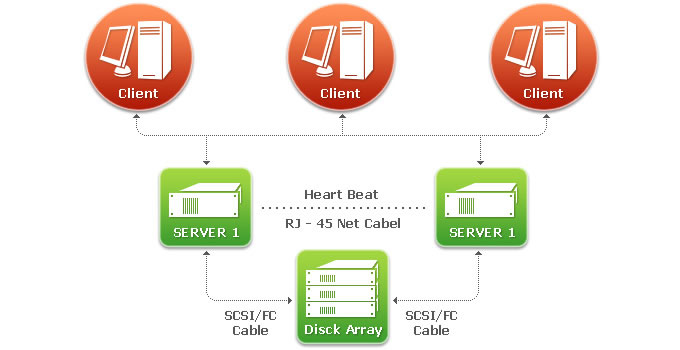 Client
Client
Client
Heart Beat
RJ - 45 Net Cabel
SERVER 1
SERVER 1
SCSI/FC
Cable
Disck Array
SCSI/FC
Cable